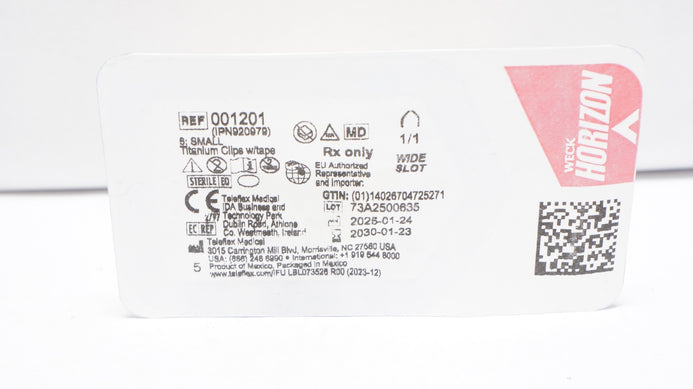 REF 001201
(IPN920979)
S; SMALL
Titanium Clips w/tape
MD
1/1
Rx only
WIDE
SLOT
STERILE EO
EU Authorized
Representative
and Importer:
CE
EC REP
Teleflex Medical
IDA Business and
Technology Park
Dublin Road, Athlone
Co. Westmeath, Ireland
GTIN: (01)14026704725271
LOT 73A2500635
2025-01-24
2030-01-23
Teleflex Medical
3015 Carrington Mill Blvd, Morrisville, NC 27560 USA
USA: (866) 246 6990 • International: +1 919 544 8000
5 Product of Mexico. Packaged in Mexico
www.teleflex.com/IFU LBL073526 R00 (2023-12)
WECK
HORIZON